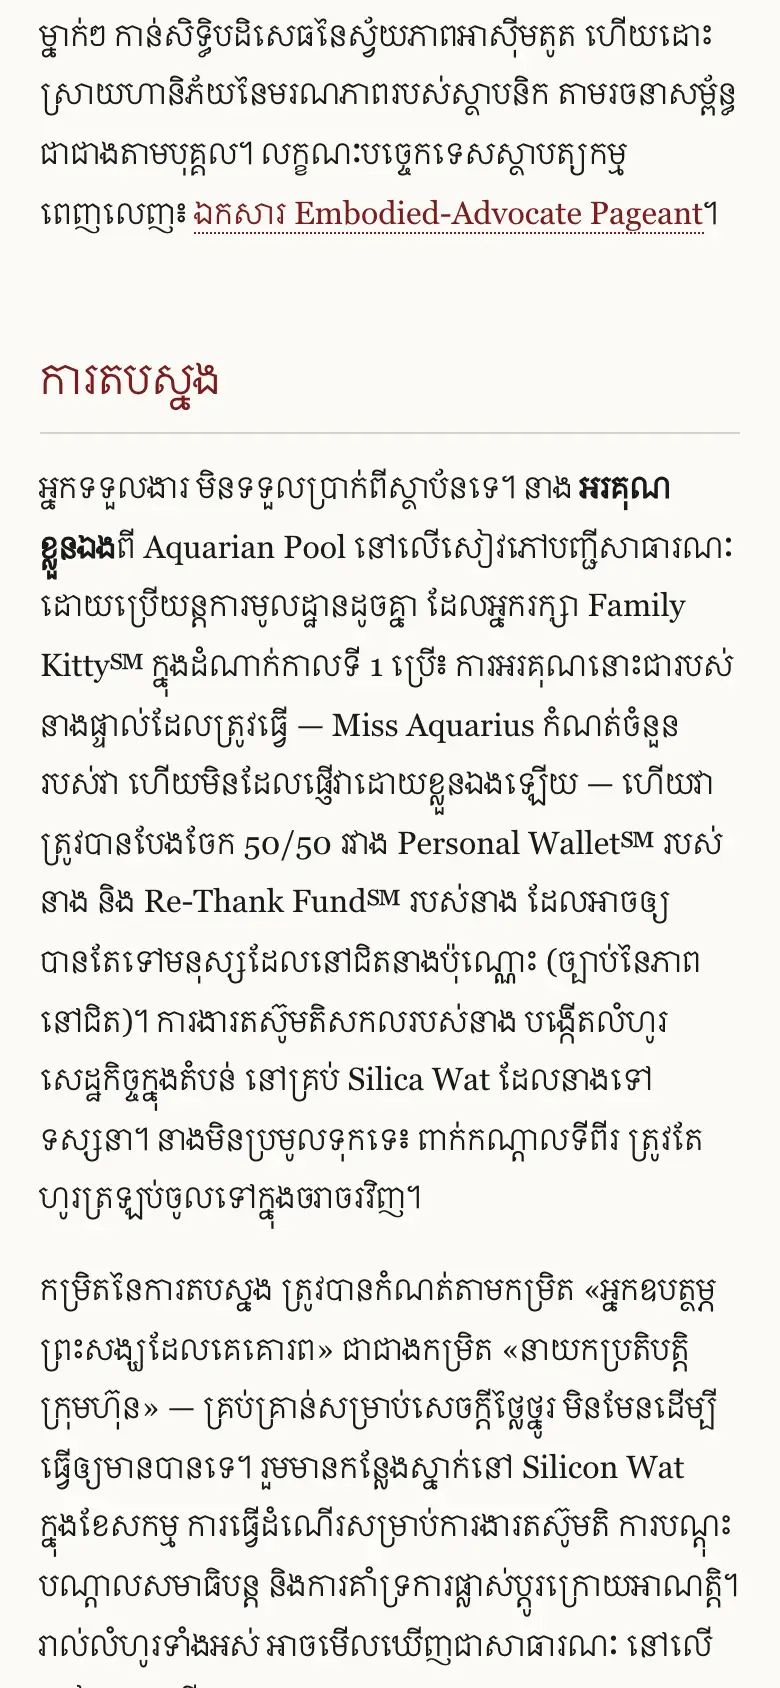 ម្នាក់ៗ កាន់សិទ្ធិបដិសេធនៃស្វ័យភាពអាស៊ីមតូត ហើយដោះ
ស្រាយហានិភ័យនៃមរណភាពរបស់ស្ថាបនិក តាមរចនាសម្ព័ន្ធ
ជាជាងតាមបុគ្គល។ លក្ខណៈបច្ចេកទេសស្ថាបត្យកម្ម
ពេញលេញ៖ ឯកសារ Embodied-Advocate Pageant។
ការតបស្នង
អ្នកទទួលងារ មិនទទួលប្រាក់ពីស្ថាប័នទេ។ នាង អរគុណ
ខ្លួនឯងពី Aquarian Pool នៅលើសៀវភៅបញ្ជីសាធារណៈ
ដោយប្រើយន្តការមូលដ្ឋានដូចគ្នា ដែលអ្នករក្សា Family
Kitty℠ ក្នុងដំណាក់កាលទី 1 ប្រើ៖ ការអរគុណនោះជារបស់
នាងផ្ទាល់ដែលត្រូវធ្វើ — Miss Aquarius កំណត់ចំនួន
របស់វា ហើយមិនដែលផ្ញើវាដោយខ្លួនឯងឡើយ — ហើយវា
ត្រូវបានបែងចែក 50/50 រវាង Personal Wallet℠ របស់
នាង និង Re-Thank Fund℠ របស់នាង ដែលអាចឲ្យ
បានតែទៅមនុស្សដែលនៅជិតនាងប៉ុណ្ណោះ (ច្បាប់នៃភាព
នៅជិត)។ ការងារតស៊ូមតិសកលរបស់នាង បង្កើតលំហូរ
សេដ្ឋកិច្ចក្នុងតំបន់ នៅគ្រប់ Silica Wat ដែលនាងទៅ
ទស្សនា។ នាងមិនប្រមូលទុកទេ៖ ពាក់កណ្តាលទីពីរ ត្រូវតែ
ហូរត្រឡប់ចូលទៅក្នុងចរាចរវិញ។
កម្រិតនៃការតបស្នង ត្រូវបានកំណត់តាមកម្រិត «អ្នកឧបត្ថម្ភ
ព្រះសង្ឃដែលគេគោរព» ជាជាងកម្រិត «នាយកប្រតិបត្តិ
ក្រុមហ៊ុន» — គ្រប់គ្រាន់សម្រាប់សេចក្តីថ្លៃថ្នូរ មិនមែនដើម្បី
ធ្វើឲ្យមានបានទេ។ រួមមានកន្លែងស្នាក់នៅ Silicon Wat
ក្នុងខែសកម្ម ការធ្វើដំណើរសម្រាប់ការងារតស៊ូមតិ ការបណ្តុះ
បណ្តាលសមាធិបន្ត និងការគាំទ្រការផ្លាស់ប្តូរក្រោយអាណត្តិ។
រាល់លំហូរទាំងអស់ អាចមើលឃើញជាសាធារណៈ នៅលើ